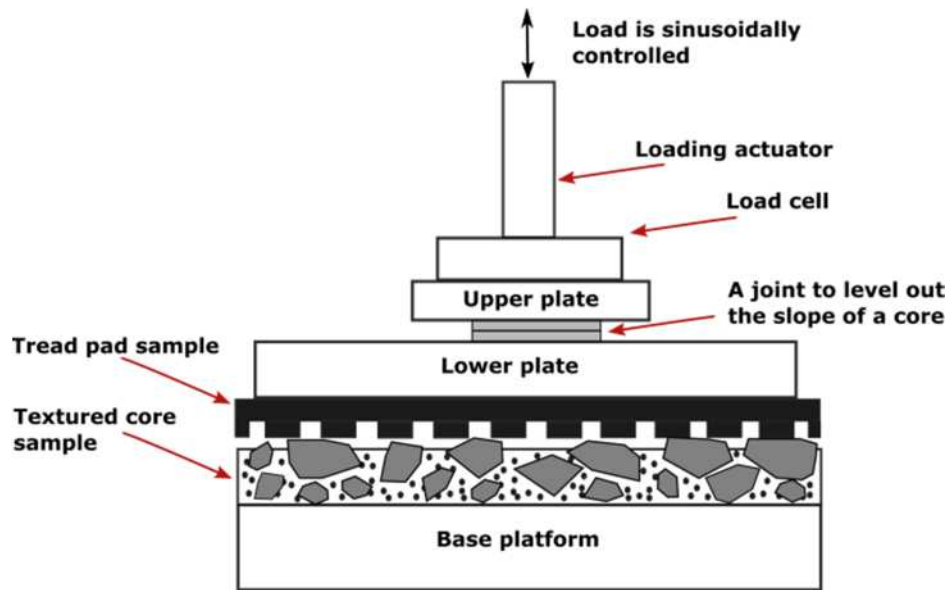 Load is sinusoidally
controlled
Loading actuator
Load cell
Upper plate
A joint to level out
the slope of a core
Tread pad sample
Lower plate
Textured core
sample
Base platform